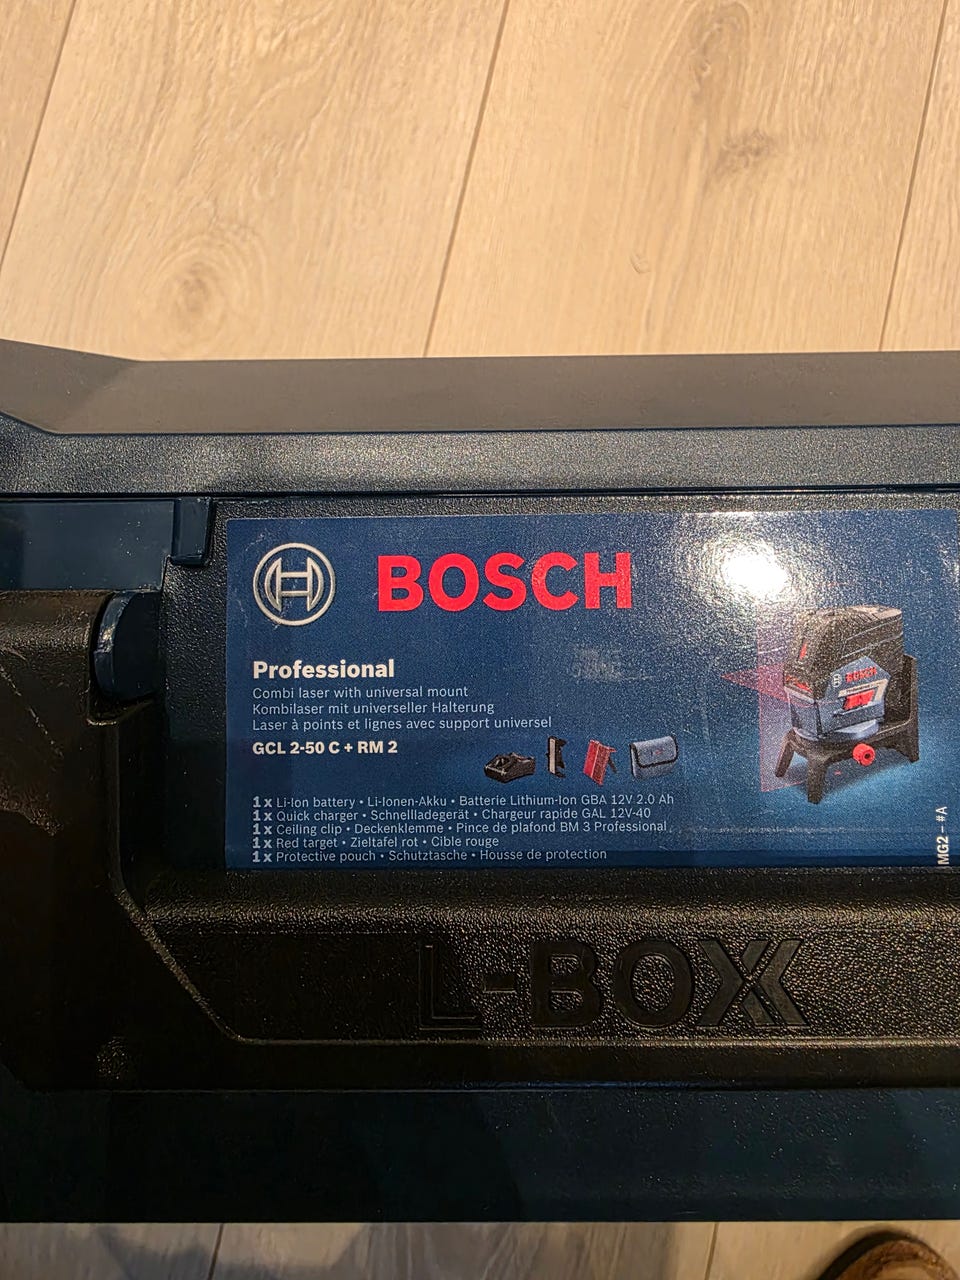 BOSCH
Professional
Combi laser with universal mount
Kombilaser mit universeller Halterung
Laser à points et lignes avec support universel
GCL 2-50 C + RM 2
1 x Li-Ion battery • Li-Ionen-Akku • Batterie Lithium-Ion GBA 12V 2.0 Ah
1 x Quick charger • Schnellladegerät • Chargeur rapide GAL 12V-40
1 x Ceiling clip • Deckenklemme • Pince de plafond BM 3 Professional
1 x Red target • Zieltafel rot • Cible rouge
1 x Protective pouch • Schutztasche • Housse de protection
BOSCH
MG2 – #A
L-BOXX